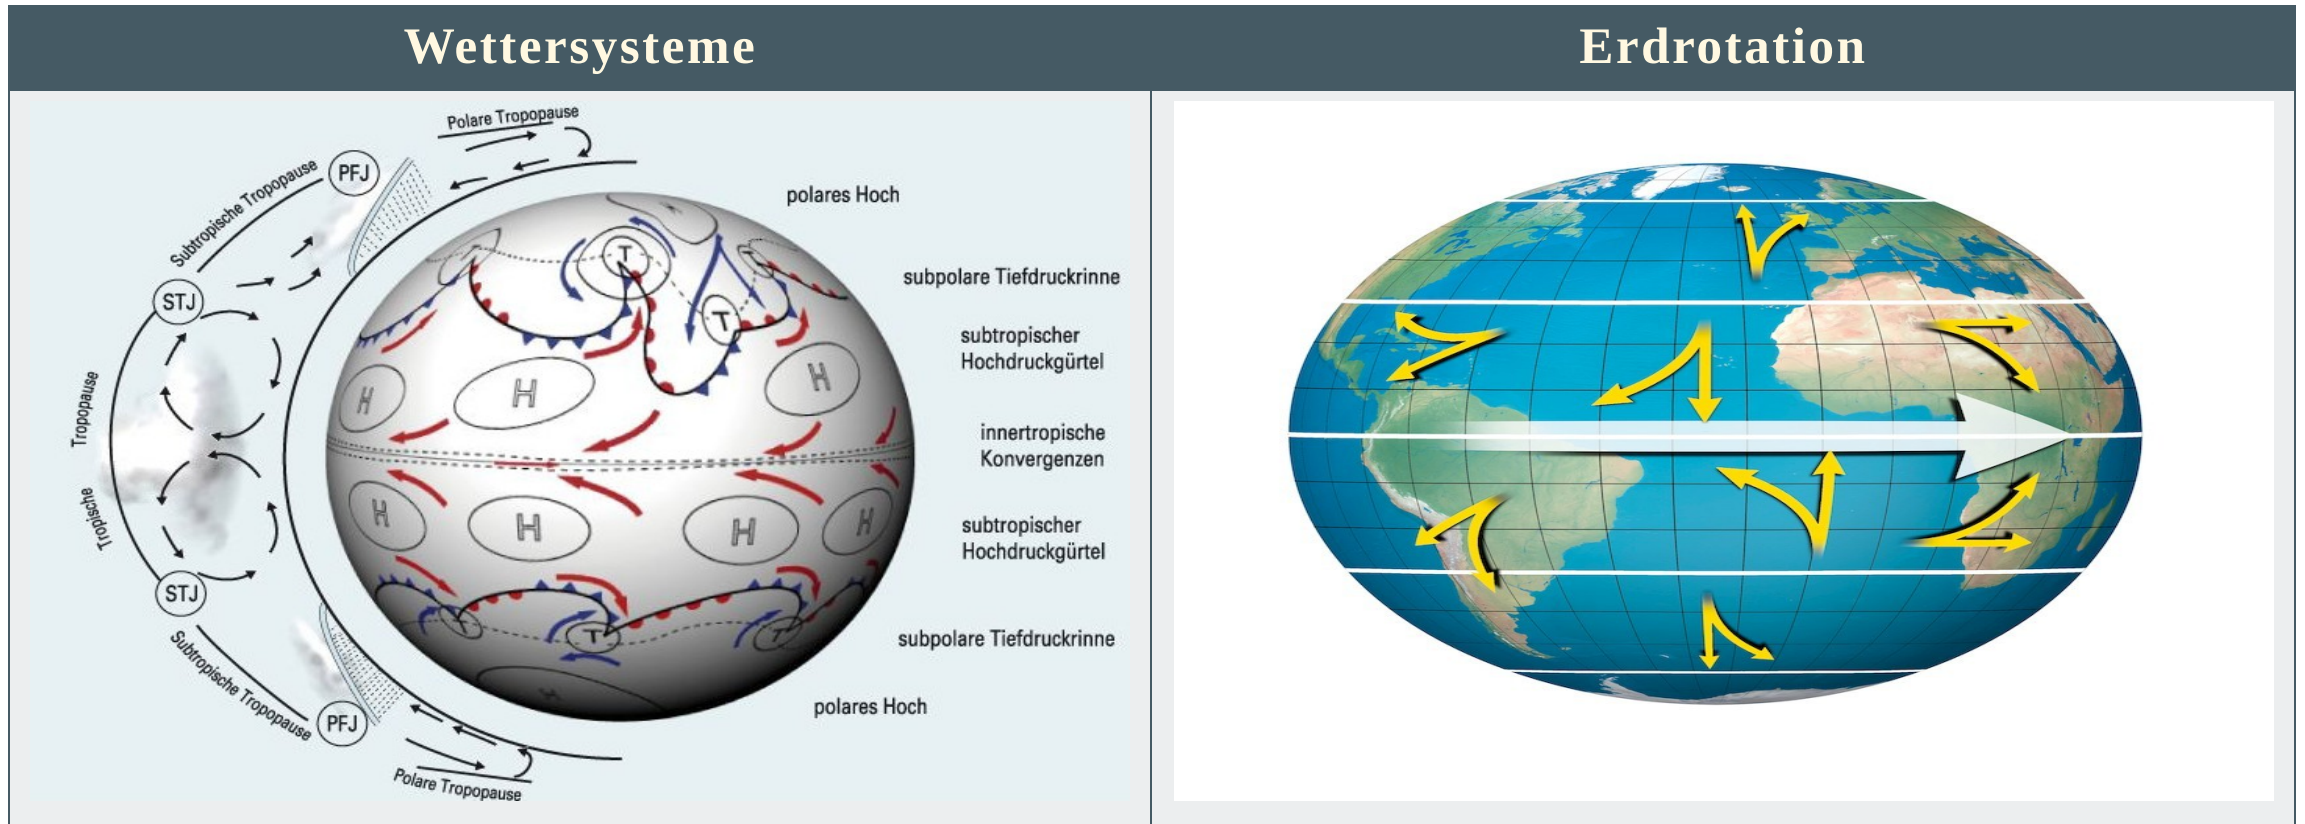 Wettersysteme
Erdrotation
Polare Tropopause
PFJ
Subtropische Tropopause
STJ
Tropopause
Tropische
STJ
Subtropische Tropopause
PFJ
Polare Tropopause
T
T
H
H
H
H
H
H
H
T
T
T
H
polares Hoch
subpolare Tiefdruckrinne
subtropischer
Hochdruckgürtel
innertropische
Konvergenzen
subtropischer
Hochdruckgürtel
subpolare Tiefdruckrinne
polares Hoch